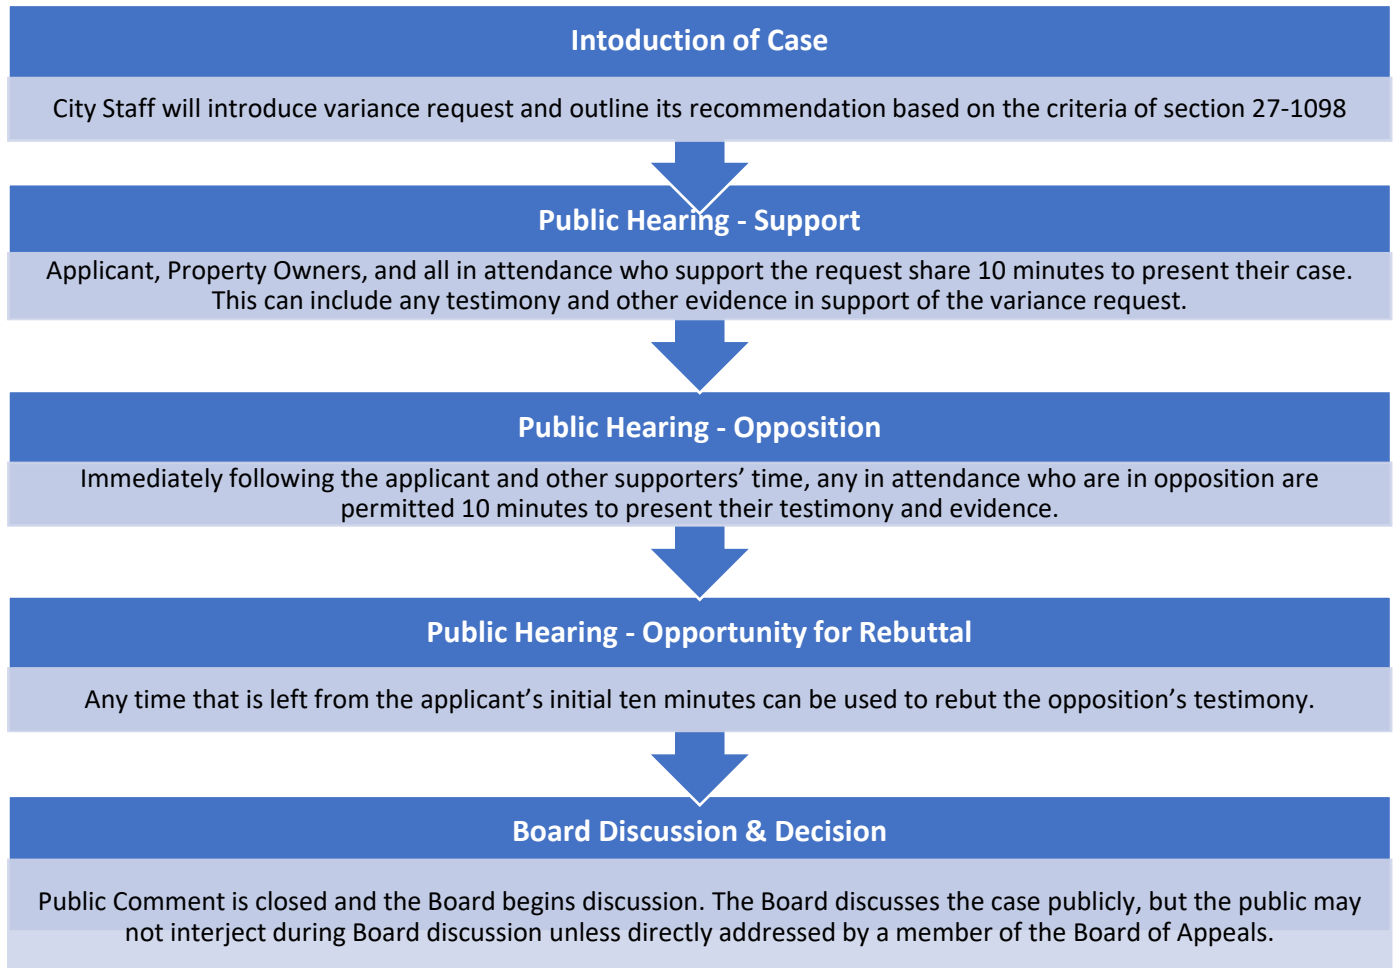 Intoduction of Case
City Staff will introduce variance request and outline its recommendation based on the criteria of section 27-1098
Public Hearing - Support
Applicant, Property Owners, and all in attendance who support the request share 10 minutes to present their case.
This can include any testimony and other evidence in support of the variance request.
Public Hearing - Opposition
Immediately following the applicant and other supporters’ time, any in attendance who are in opposition are
permitted 10 minutes to present their testimony and evidence.
Public Hearing - Opportunity for Rebuttal
Any time that is left from the applicant’s initial ten minutes can be used to rebut the opposition’s testimony.
Board Discussion & Decision
Public Comment is closed and the Board begins discussion. The Board discusses the case publicly, but the public may
not interject during Board discussion unless directly addressed by a member of the Board of Appeals.